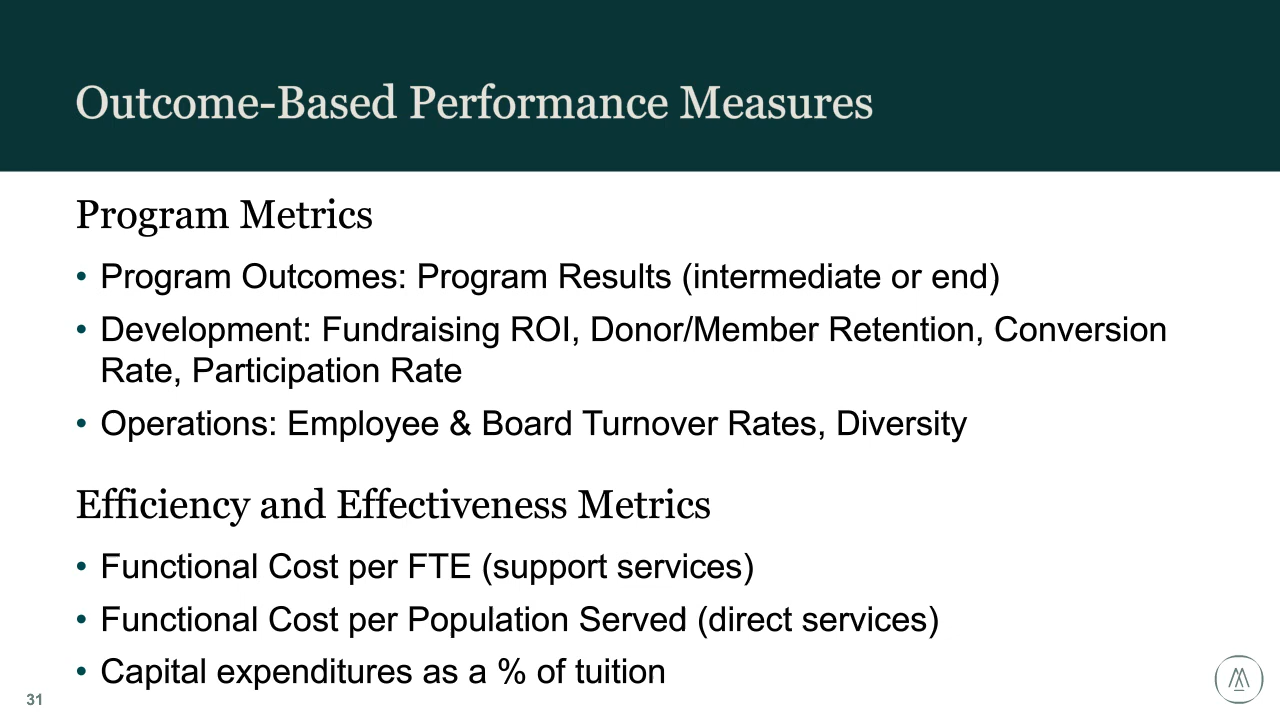 Outcome-Based Performance Measures
Program Metrics
• Program Outcomes: Program Results (intermediate or end)
• Development: Fundraising ROI, Donor/Member Retention, Conversion
Rate, Participation Rate
• Operations: Employee & Board Turnover Rates, Diversity
Efficiency and Effectiveness Metrics
• Functional Cost per FTE (support services)
• Functional Cost per Population Served (direct services)
• Capital expenditures as a % of tuition
31